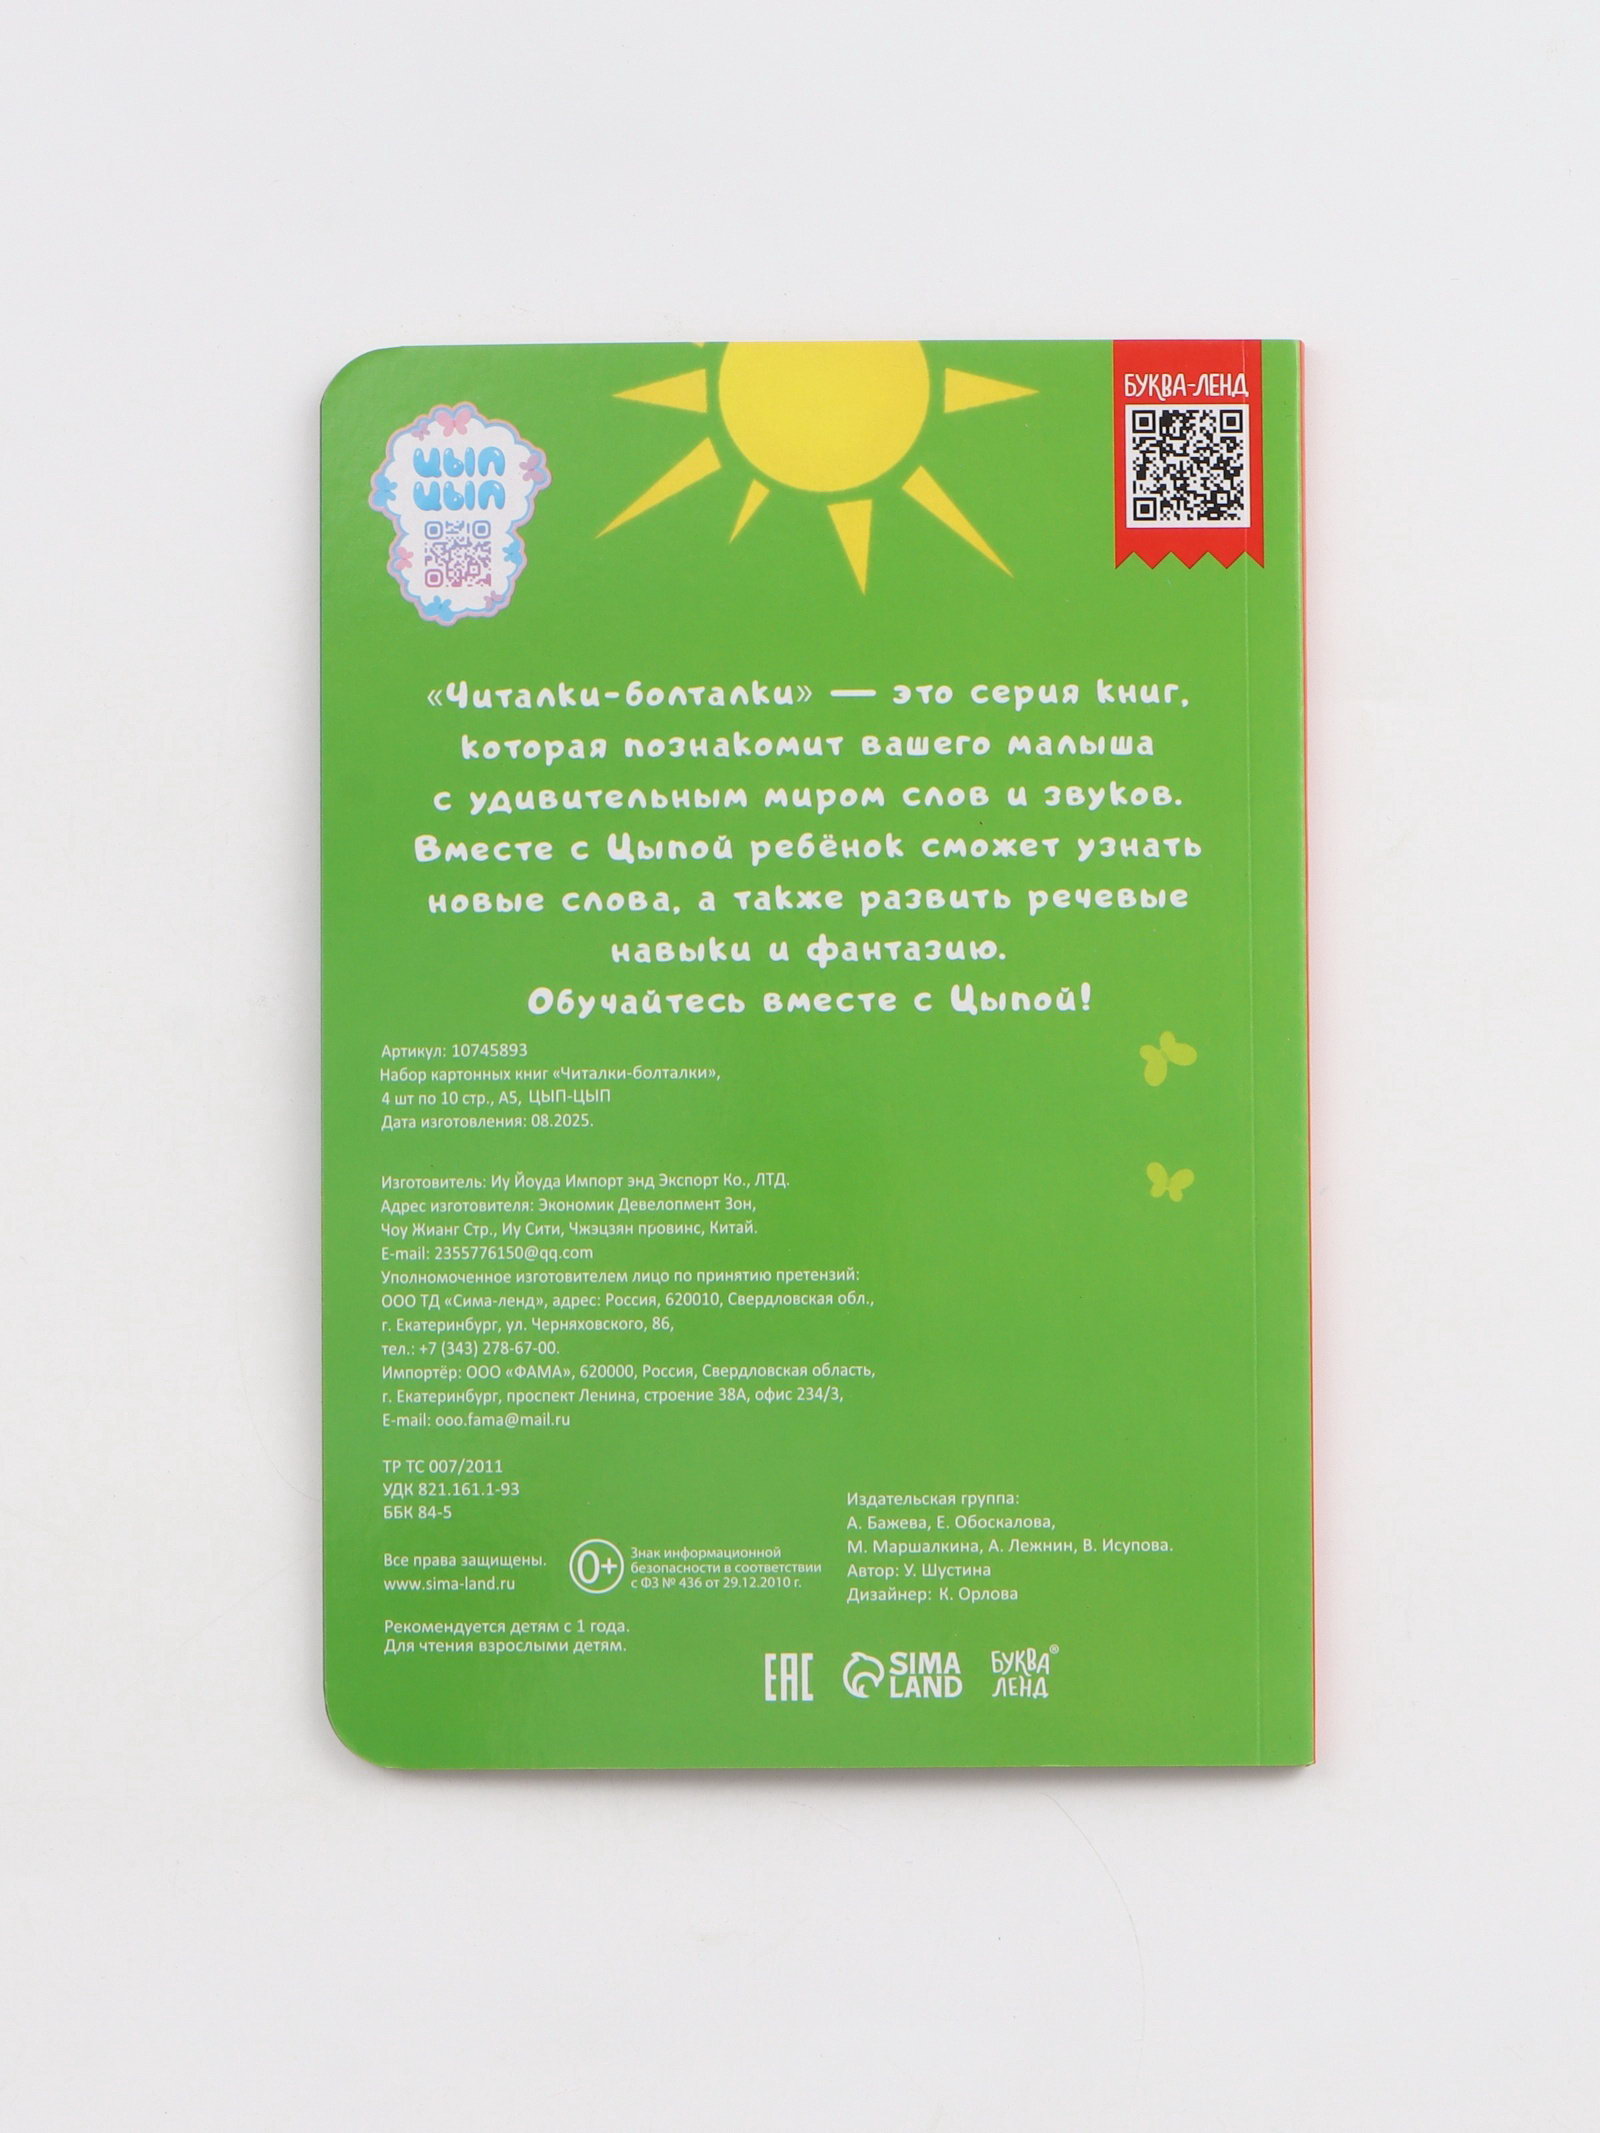 ЦЫП
ЦЫП
БУКВА-ЛЕНД
«Читалки-болталки» — это серия книг,
которая познакомит вашего малыша
с удивительным миром слов и звуков.
Вместе с Цыпой ребёнок сможет узнать
новые слова, а также развить речевые
навыки и фантазию.
Обучайтесь вместе с Цыпой!
Артикул: 10745893
Набор картонных книг «Читалки-болталки»,
4 шт по 10 стр., А5, ЦЫП-ЦЫП
Дата изготовления: 08.2025.
Изготовитель: Иу Йоуда Импорт энд Экспорт Ко., ЛТД.
Адрес изготовителя: Экономик Девелопмент Зон,
Чоу Жианг Стр., Иу Сити, Чжэцзян провинс, Китай.
E-mail: 2355776150@qq.com
Уполномоченное изготовителем лицо по принятию претензий:
ООО ТД «Сима-ленд», адрес: Россия, 620010, Свердловская обл.,
г. Екатеринбург, ул. Черняховского, 86,
тел.: +7 (343) 278-67-00.
Импортёр: ООО «ФАМА», 620000, Россия, Свердловская область,
г. Екатеринбург, проспект Ленина, строение 38А, офис 234/3,
E-mail: ooo.fama@mail.ru
ТР ТС 007/2011
УДК 821.161.1-93
ББК 84-5
Все права защищены.
www.sima-land.ru
0+
Знак информационной
безопасности в соответствии
с ФЗ № 436 от 29.12.2010 г.
Рекомендуется детям с 1 года.
Для чтения взрослыми детям.
Издательская группа:
А. Бажева, Е. Обоскалова,
М. Маршалкина, А. Лежнин, В. Исупова.
Автор: У. Шустина
Дизайнер: К. Орлова
ЕАС
SIMA
LAND
БУКВА®
ЛЕНД